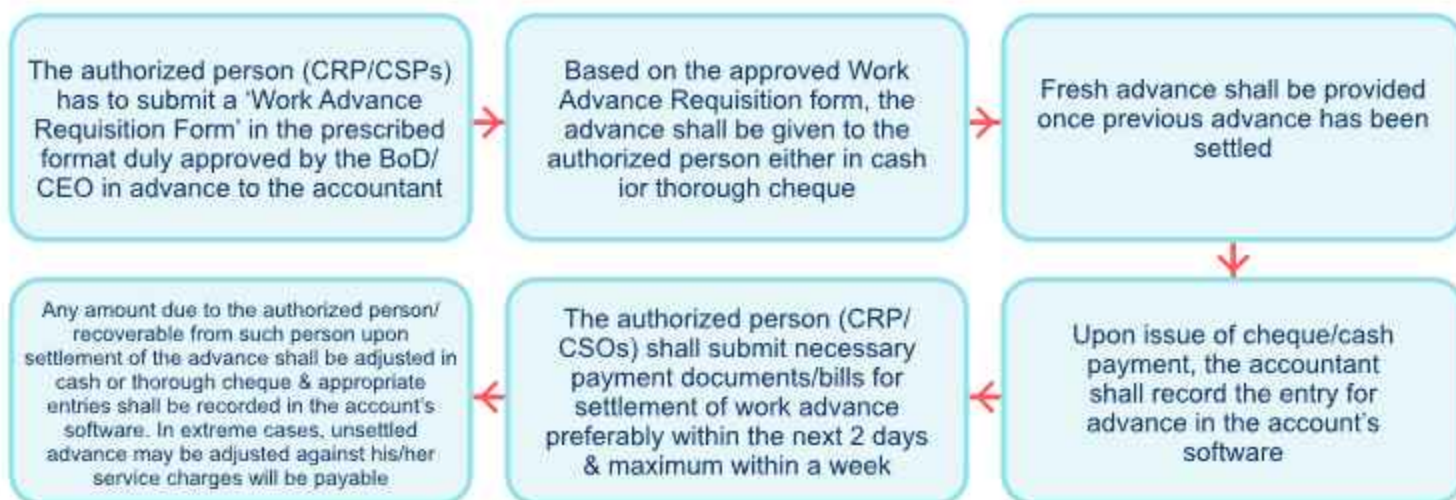 The authorized person (CRP/CSPs)
has to submit a ‘Work Advance
Requisition Form’ in the prescribed
format duly approved by the BoD/
CEO in advance to the accountant
Based on the approved Work
Advance Requisition form, the
advance shall be given to the
authorized person either in cash
ior thorough cheque
Fresh advance shall be provided
once previous advance has been
settled
Upon issue of cheque/cash
payment, the accountant
shall record the entry for
advance in the account's
software
The authorized person (CRP/
CSOs) shall submit necessary
payment documents/bills for
settlement of work advance
preferably within the next 2 days
& maximum within a week
Any amount due to the authorized person/
recoverable from such person upon
settlement of the advance shall be adjusted in
cash or thorough cheque & appropriate
entries shall be recorded in the account's
software. In extreme cases, unsettled
advance may be adjusted against his/her
service charges will be payable